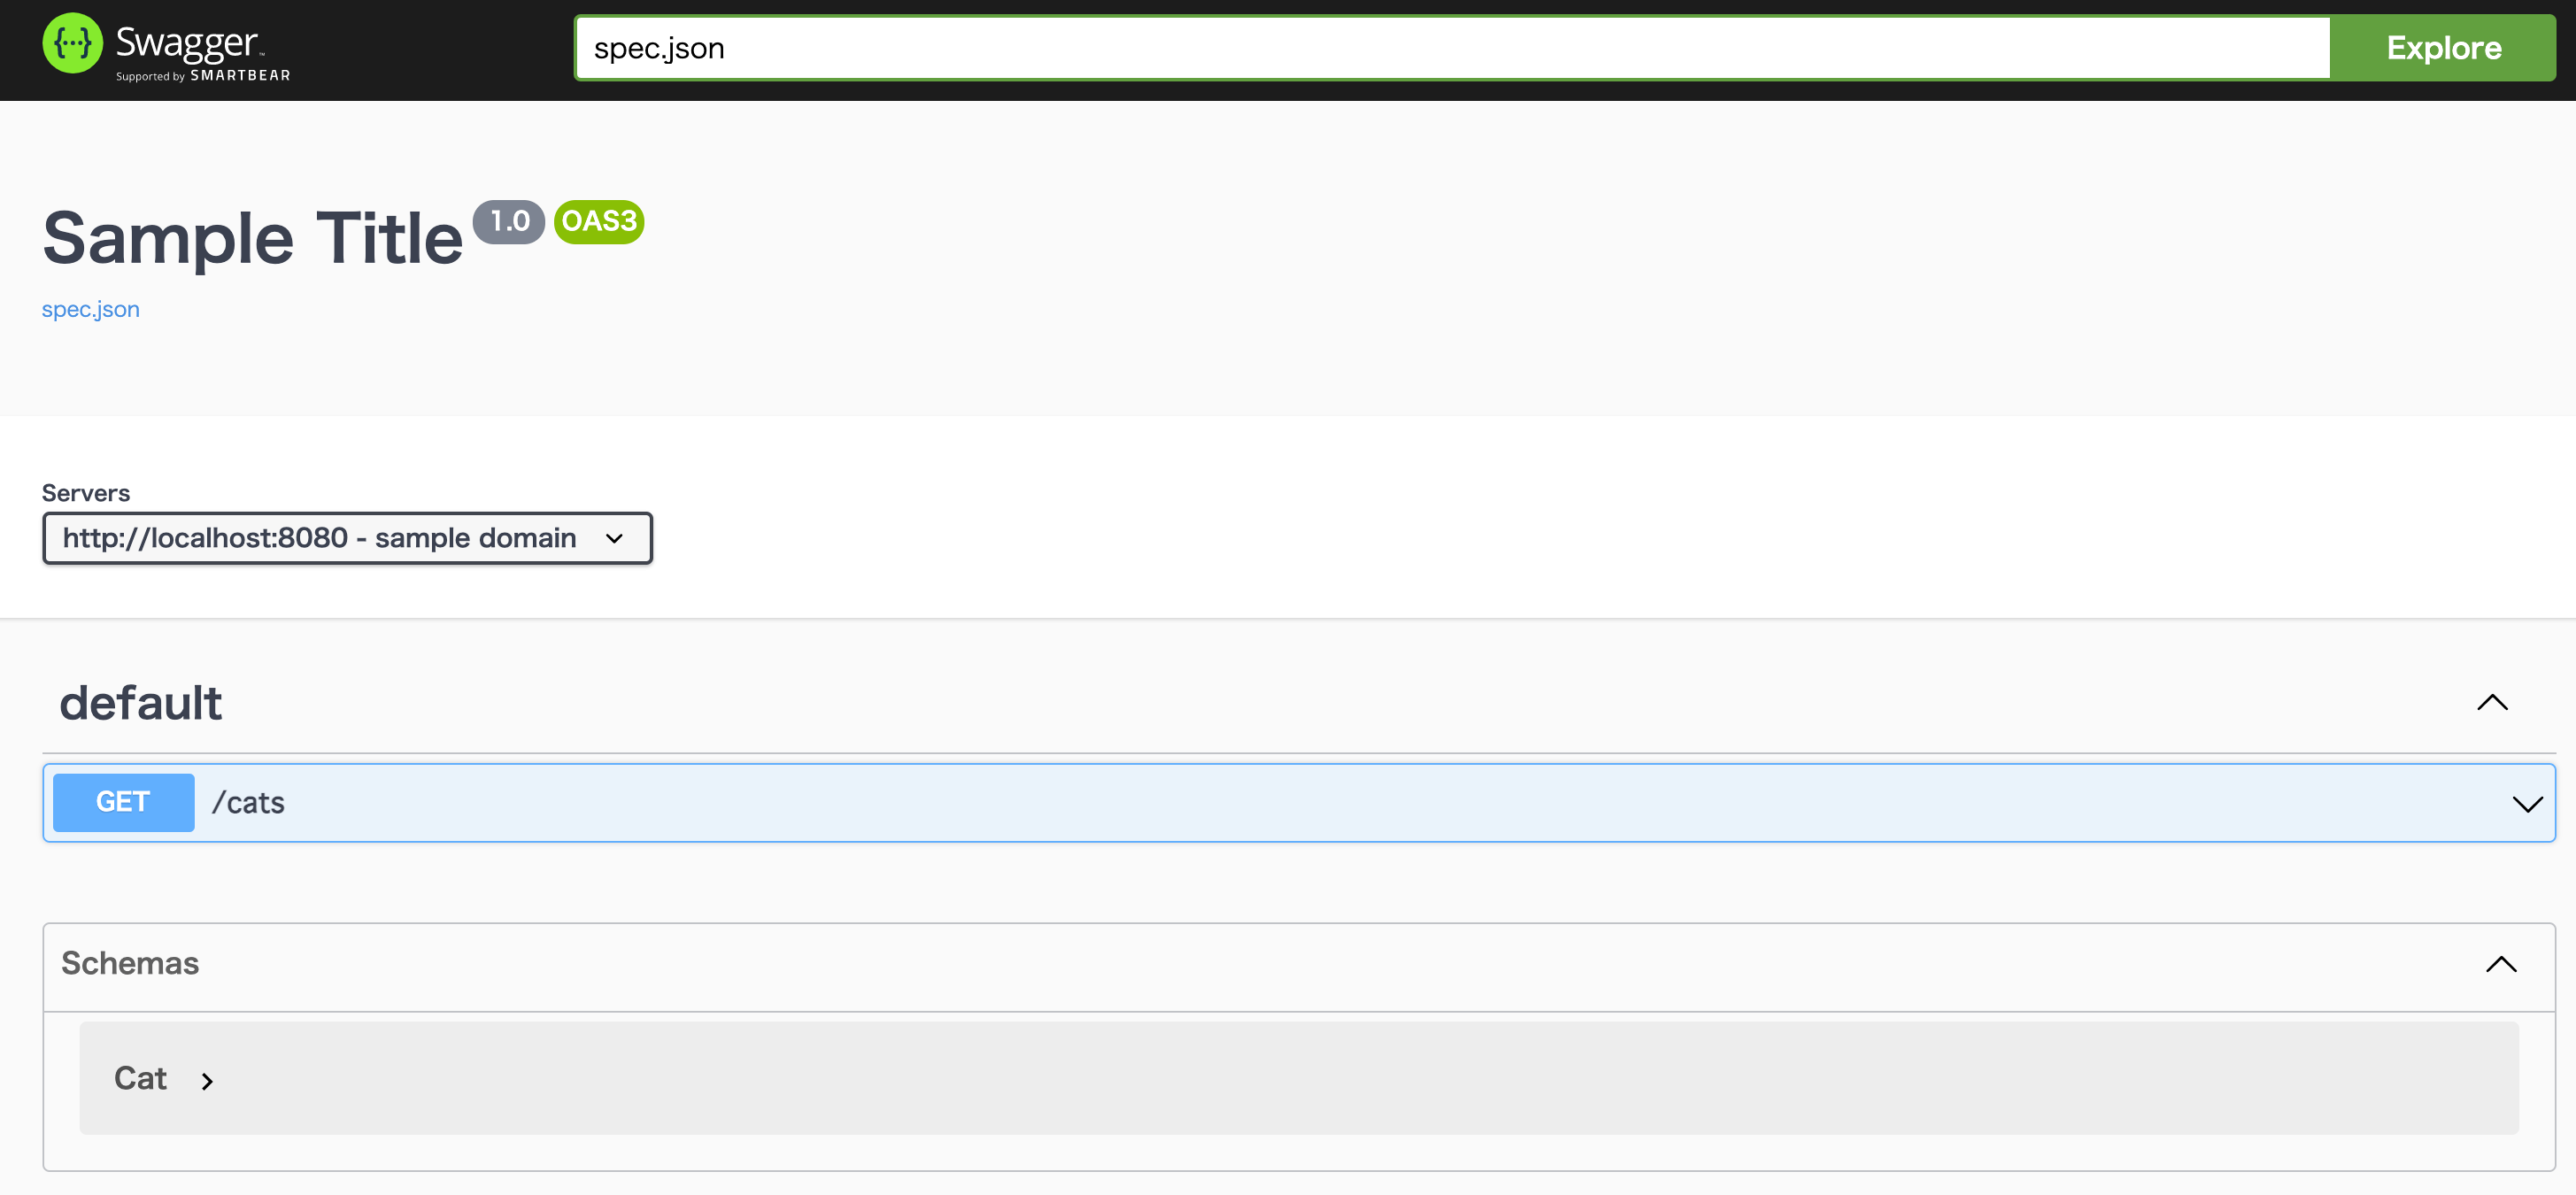 Swagger™
Supported by SMARTBEAR
spec.json
Explore
Sample Title 1.0 OAS3
spec.json
Servers
http://localhost:8080 - sample domain
default
GET /cats
Schemas
Cat